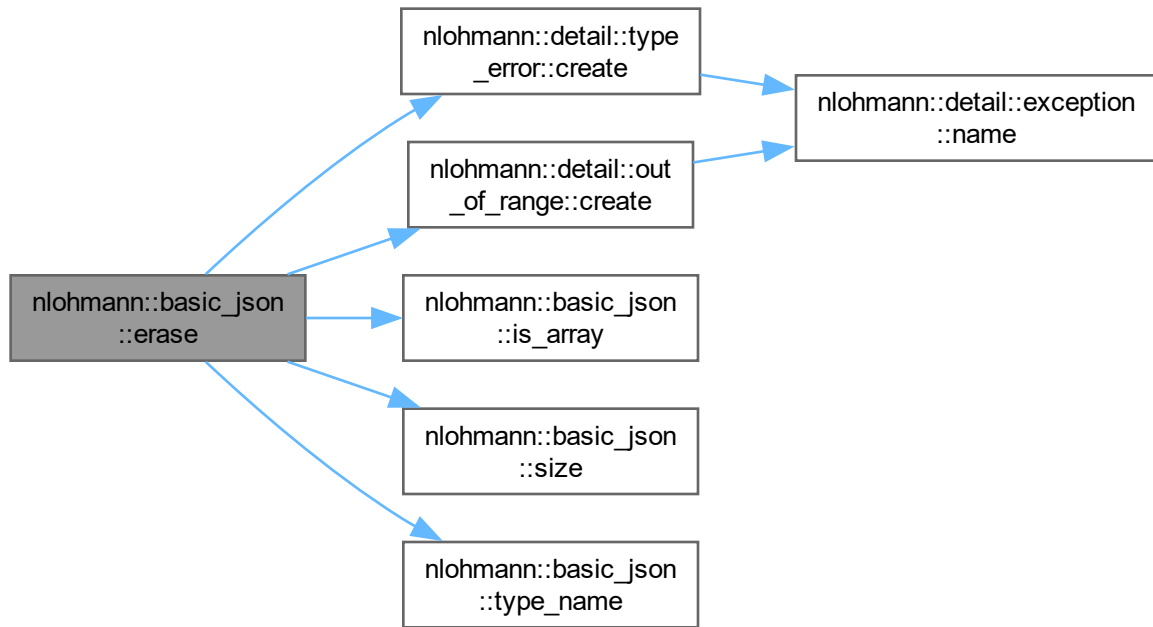 nlohmann::detail::type
_error::create
nlohmann::detail::exception
::name
nlohmann::detail::out
_of_range::create
nlohmann::basic_json
::erase
nlohmann::basic_json
::is_array
nlohmann::basic_json
::size
nlohmann::basic_json
::type_name